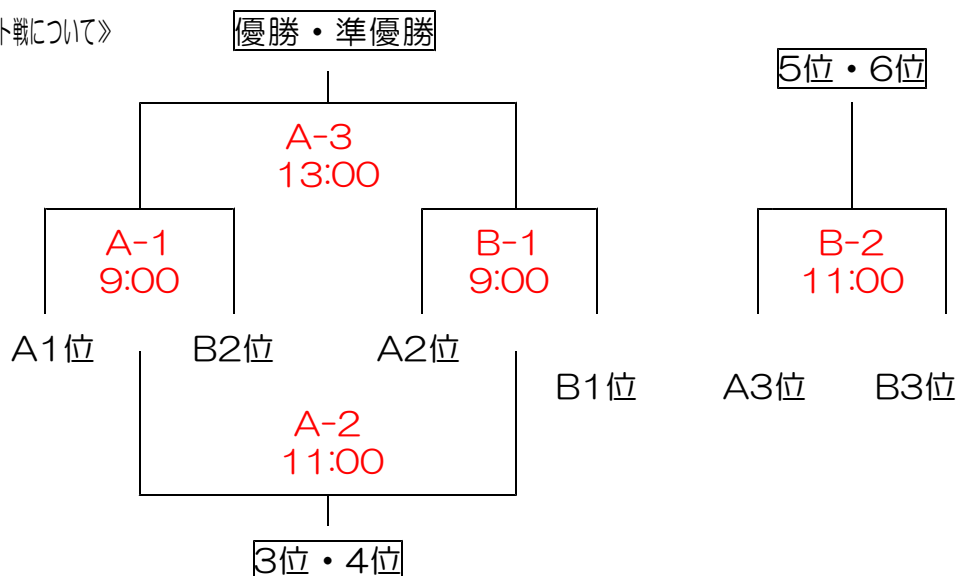 ト戦について》
優勝・準優勝
5位・6位
A-3
13:00
A-1
9:00
B-1
9:00
B-2
11:00
A1位
B2位
A2位
B1位
A3位
B3位
A-2
11:00
3位・4位